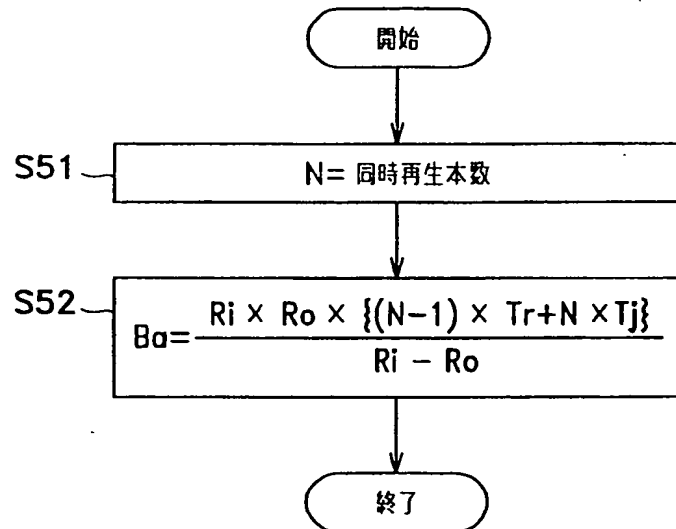 開始
S51
N= 同時再生本数
S52
Ba= Ri × Ro × {(N-1) × Tr+N ×Tj}
Ri - Ro
終了